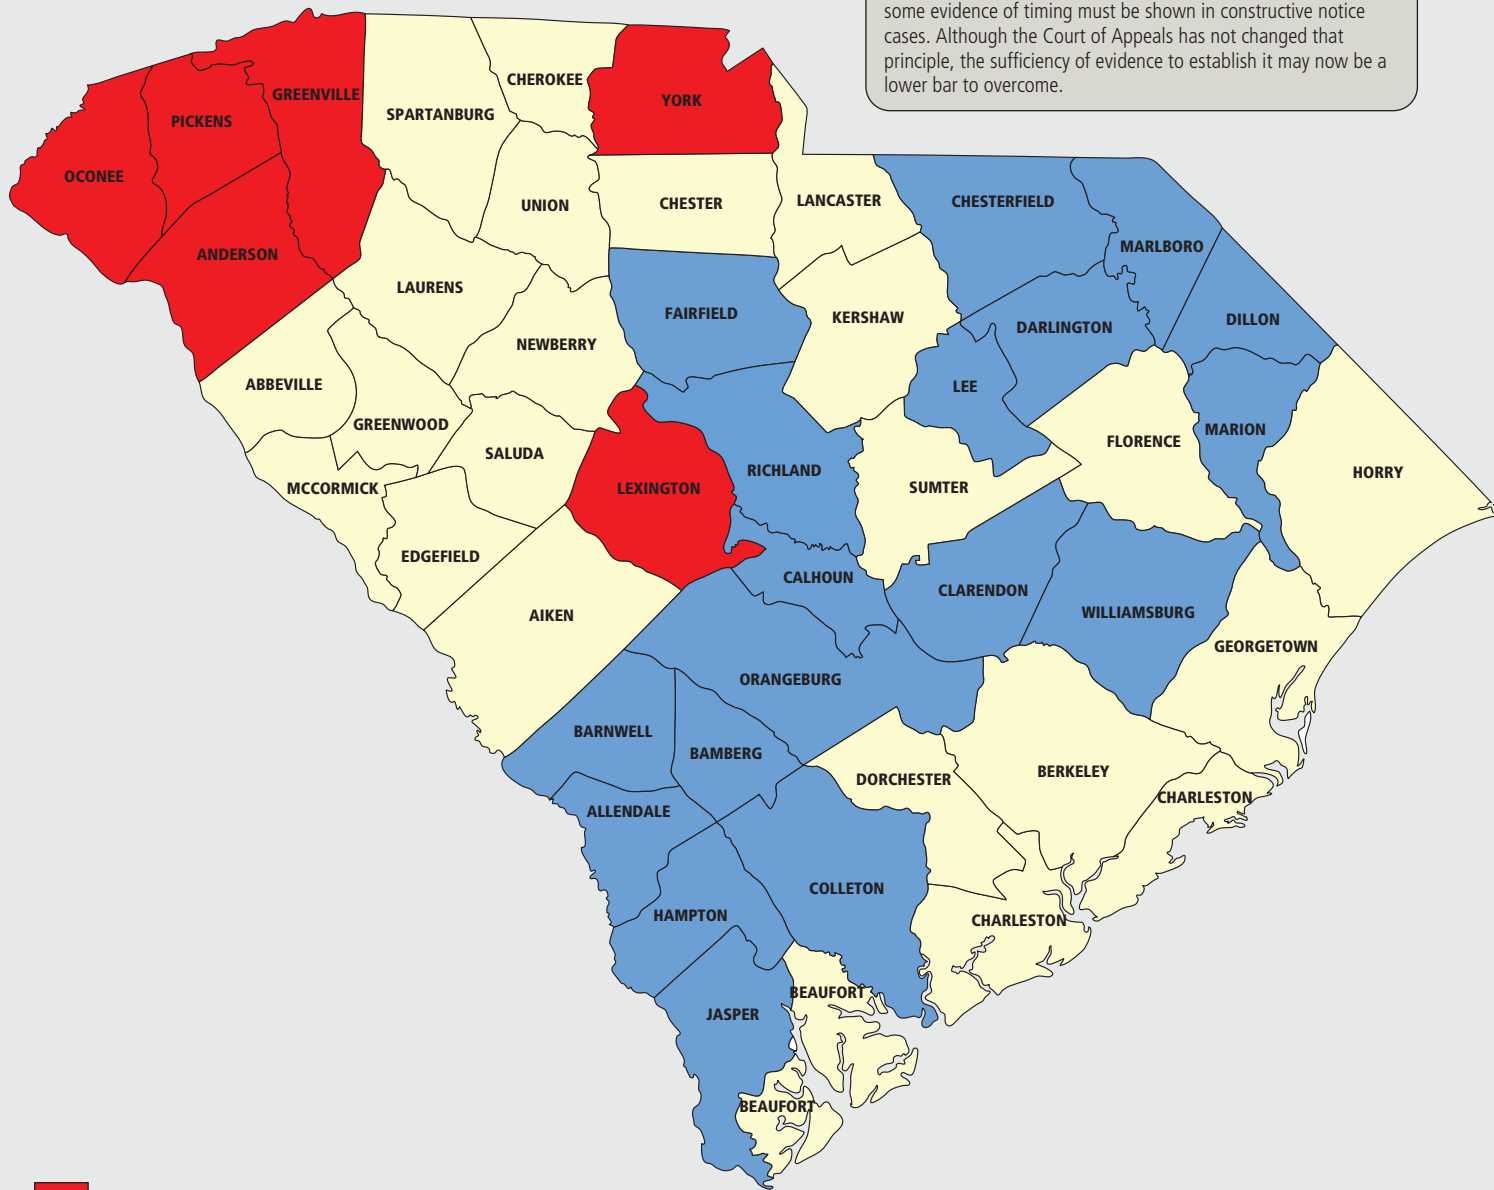 some evidence of timing must be shown in constructive notice
cases. Although the Court of Appeals has not changed that
principle, the sufficiency of evidence to establish it may now be a
lower bar to overcome.
CHEROKEE
GREENVILLE
YORK
SPARTANBURG
PICKENS
OCONEE
LANCASTER
CHESTERFIELD
CHESTER
UNION
MARLBORO
ANDERSON
LAURENS
FAIRFIELD
KERSHAW
DILLON
DARLINGTON
NEWBERRY
ABBEVILLE
LEE
GREENWOOD
MARION
FLORENCE
SALUDA
RICHLAND
HORRY
MCCORMICK
LEXINGTON
SUMTER
EDGEFIELD
CALHOUN
CLARENDON
AIKEN
WILLIAMSBURG
GEORGETOWN
ORANGEBURG
BARNWELL
BAMBERG
BERKELEY
DORCHESTER
CHARLESTON
ALLENDALE
COLLETON
HAMPTON
CHARLESTON
BEAUFORT
JASPER
BEAUFORT